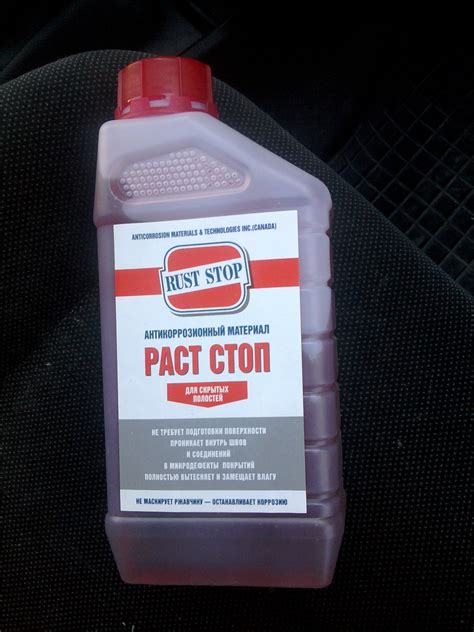 ANTICORROSION MATERIALS & TECHNOLOGIES INC.(CANADA)
RUST STOP
АНТИКОРРОЗИОННЫЙ МАТЕРИАЛ
РАСТ СТОП
ДЛЯ СКРЫТЫХ
ПОЛОСТЕЙ
НЕ ТРЕБУЕТ ПОДГОТОВКИ ПОВЕРХНОСТИ
ПРОНИКАЕТ ВНУТРЬ ШВОВ
И СОЕДИНЕНИЙ
В МИКРОДЕФЕКТЫ ПОКРЫТИЙ
ПОЛНОСТЬЮ ВЫТЕСНЯЕТ И ЗАМЕЩАЕТ ВЛАГУ
НЕ МАСКИРУЕТ РЖАВЧИНУ — ОСТАНАВЛИВАЕТ КОРРОЗИЮ